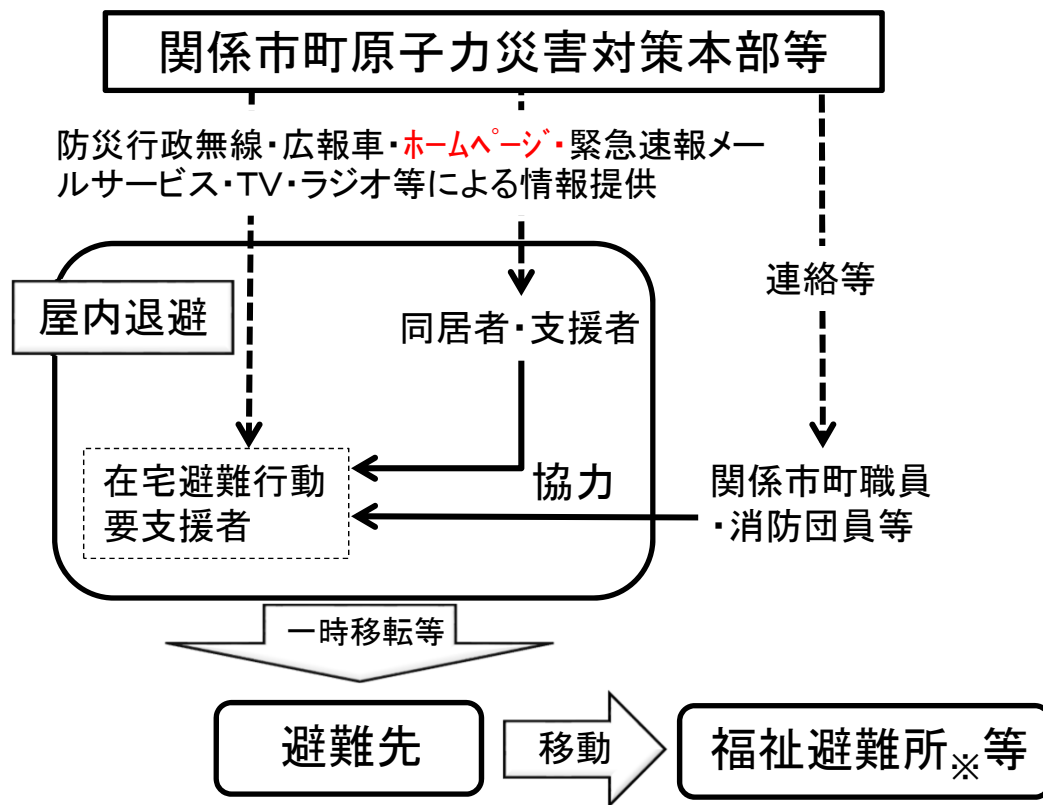 関係市町原子力災害対策本部等
防災行政無線・広報車・ﾎｰﾑﾍﾟｰｼﾞ・緊急速報メー
ルサービス・TV・ラジオ等による情報提供
連絡等
屋内退避
同居者・支援者
在宅避難行動
要支援者
協力
関係市町職員
・消防団員等
一時移転等
避難先
移動
福祉避難所※等